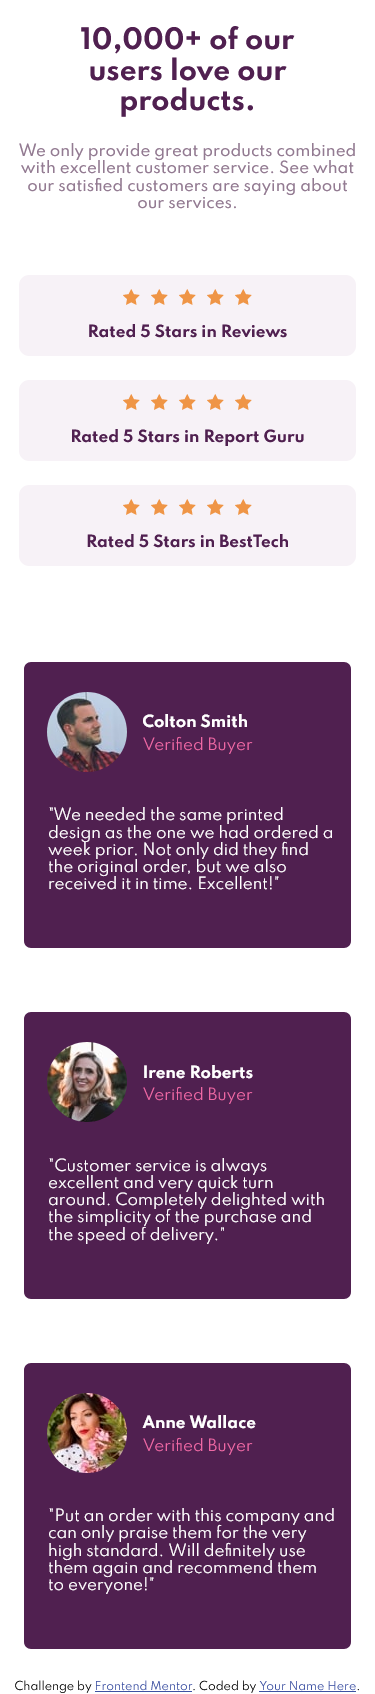 10,000+ of our
users love our
products.
We only provide great products combined
with excellent customer service. See what
our satisfied customers are saying about
our services.
Rated 5 Stars in Reviews
Rated 5 Stars in Report Guru
Rated 5 Stars in BestTech
Colton Smith
Verified Buyer
"We needed the same printed
design as the one we had ordered a
week prior. Not only did they find
the original order, but we also
received it in time. Excellent!"
Irene Roberts
Verified Buyer
"Customer service is always
excellent and very quick turn
around. Completely delighted with
the simplicity of the purchase and
the speed of delivery."
Anne Wallace
Verified Buyer
"Put an order with this company and
can only praise them for the very
high standard. Will definitely use
them again and recommend them
to everyone!"
Challenge by Frontend Mentor. Coded by Your Name Here.